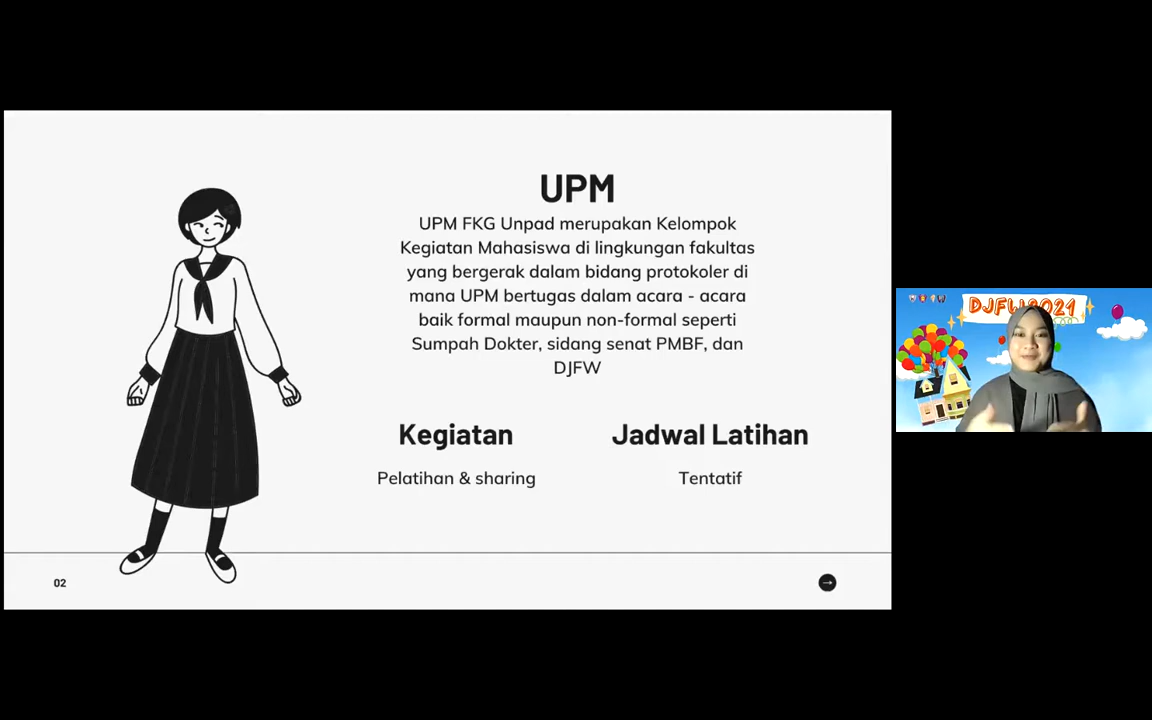 UPM
UPM FKG Unpad merupakan Kelompok
Kegiatan Mahasiswa di lingkungan fakultas
yang bergerak dalam bidang protokoler di
mana UPM bertugas dalam acara - acara
baik formal maupun non-formal seperti
Sumpah Dokter, sidang senat PMBF, dan
DJFW
Kegiatan
Jadwal Latihan
Pelatihan & sharing
Tentatif
02
DJFW2021